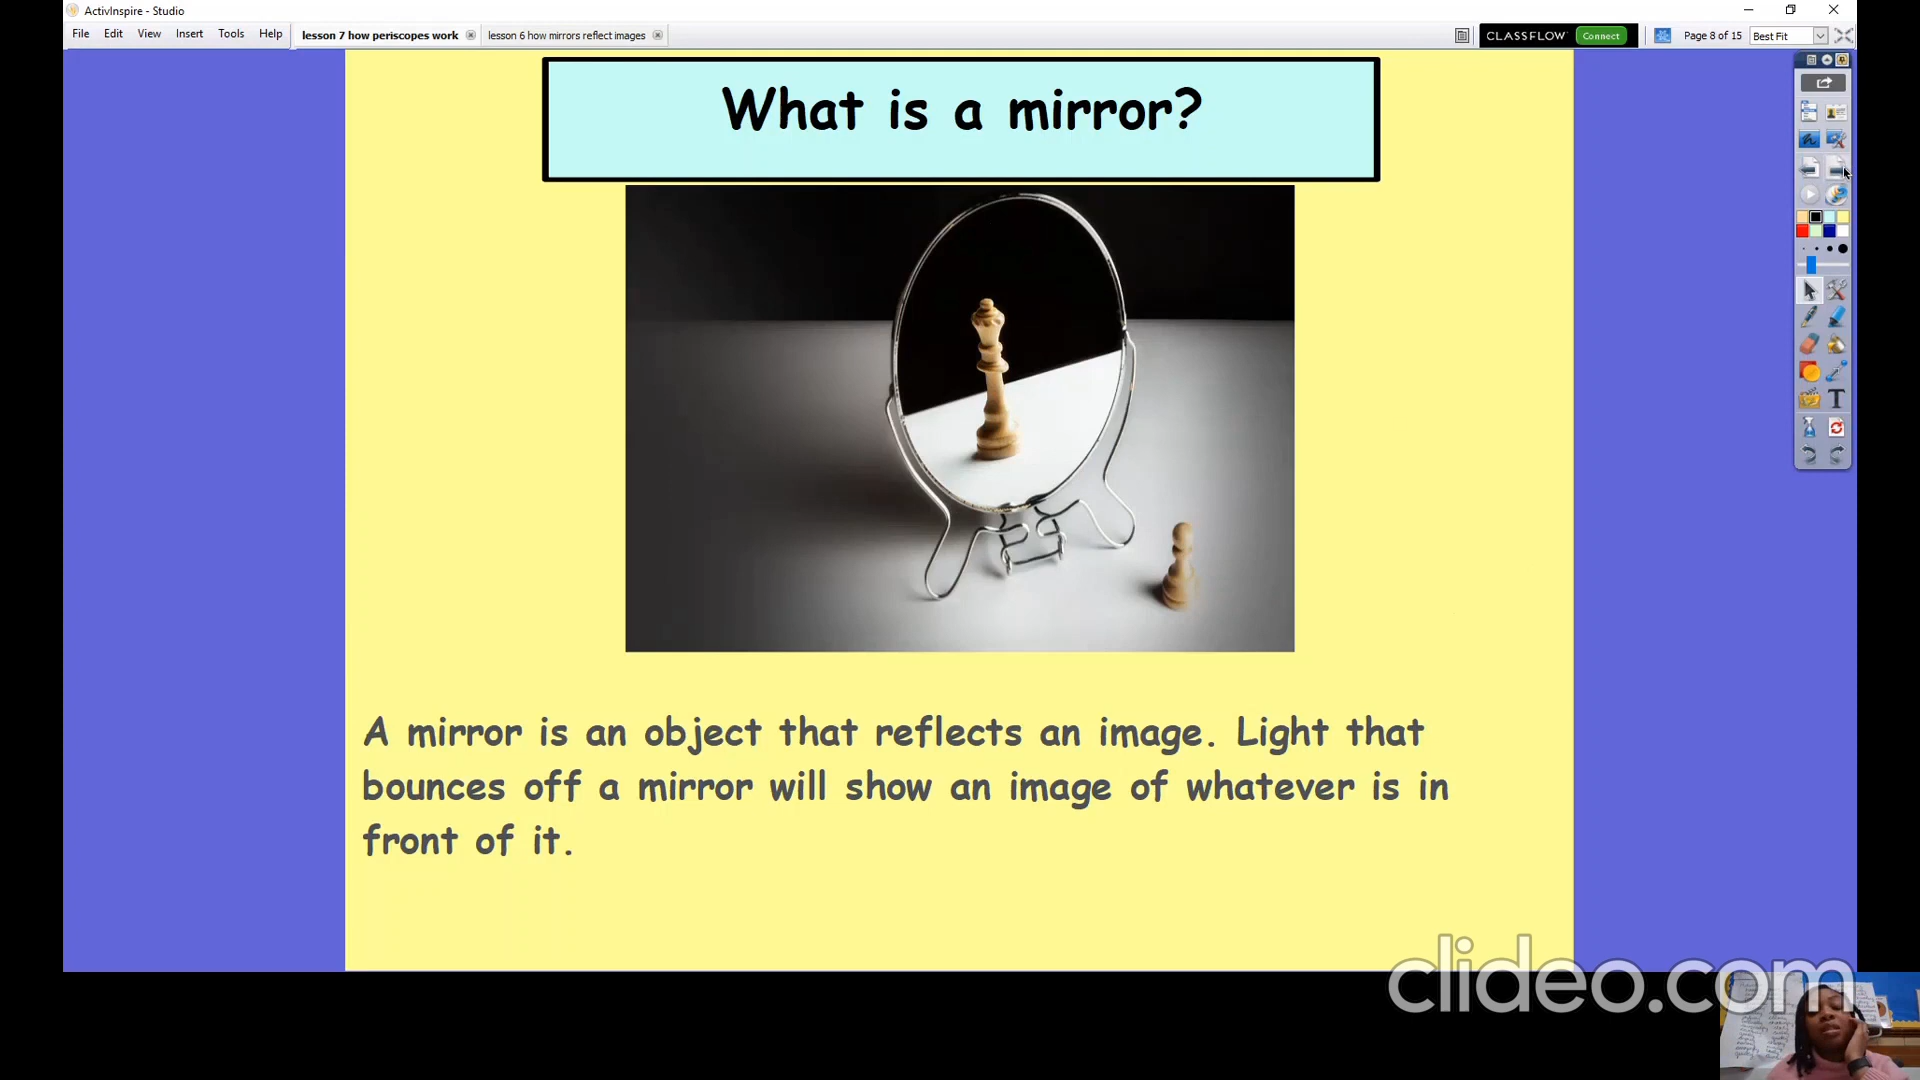 ActivInspire - Studio
File Edit View Insert Tools Help
lesson 7 how periscopes work
lesson 6 how mirrors reflect images
CLASSFLOW Connect
Page 8 of 15
Best Fit
What is a mirror?
A mirror is an object that reflects an image. Light that
bounces off a mirror will show an image of whatever is in
front of it.
clideo.com